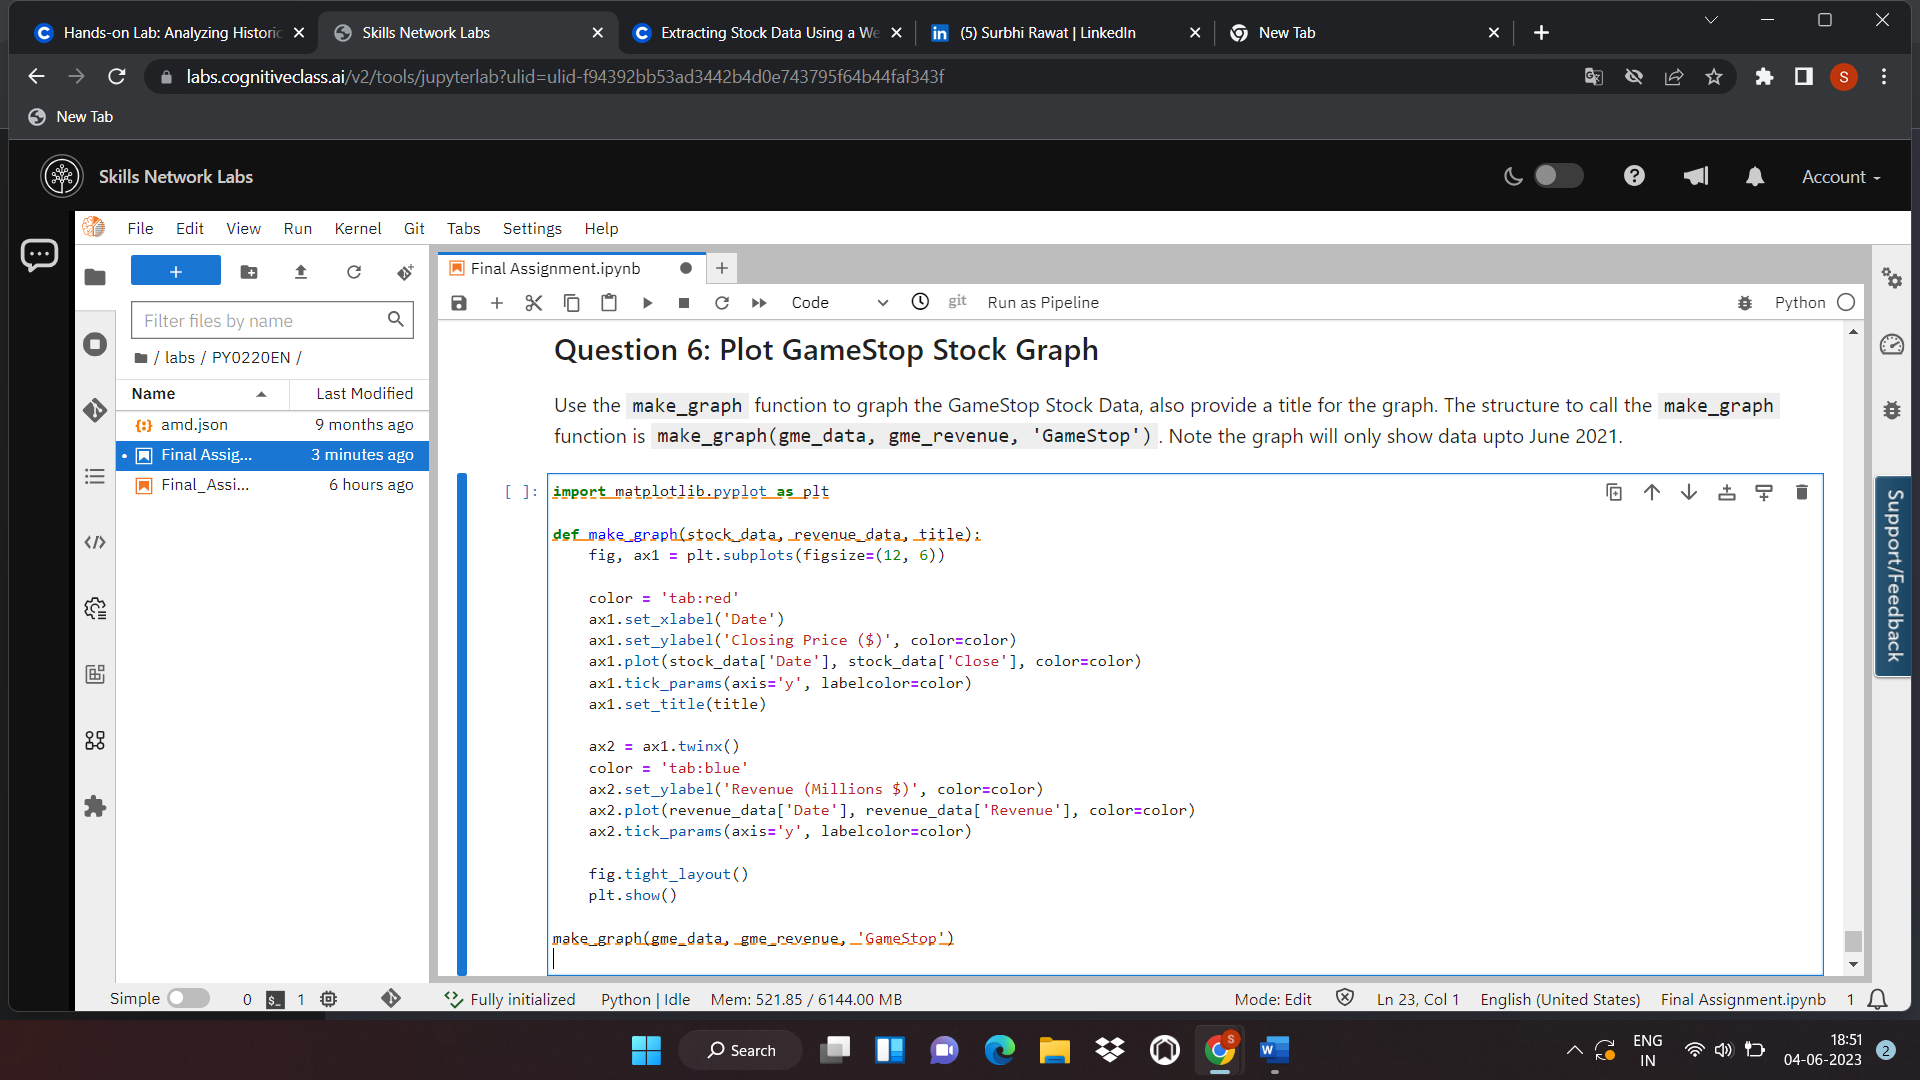 Hands-on Lab: Analyzing Historic
Skills Network Labs
Extracting Stock Data Using a We
(5) Surbhi Rawat | LinkedIn
New Tab
labs.cognitiveclass.ai/v2/tools/jupyterlab?ulid=ulid-f94392bb53ad3442b4d0e743795f64b44faf343f
S
New Tab
Skills Network Labs
Account
File Edit View Run Kernel Git Tabs Settings Help
+
Final Assignment.ipynb
Code
git
Run as Pipeline
Python
Filter files by name
/ labs / PY0220EN /
Name
Last Modified
amd.json 9 months ago
Final Assig... 3 minutes ago
Final_Assi... 6 hours ago
Question 6: Plot GameStop Stock Graph
Use the make_graph function to graph the GameStop Stock Data, also provide a title for the graph. The structure to call the make_graph
function is make_graph(gme_data, gme_revenue, 'GameStop') . Note the graph will only show data upto June 2021.
[ ]: import matplotlib.pyplot as plt
def make_graph(stock_data, revenue_data, title):
fig, ax1 = plt.subplots(figsize=(12, 6))
color = 'tab:red'
ax1.set_xlabel('Date')
ax1.set_ylabel('Closing Price ($)', color=color)
ax1.plot(stock_data['Date'], stock_data['Close'], color=color)
ax1.tick_params(axis='y', labelcolor=color)
ax1.set_title(title)
ax2 = ax1.twinx()
color = 'tab:blue'
ax2.set_ylabel('Revenue (Millions $)', color=color)
ax2.plot(revenue_data['Date'], revenue_data['Revenue'], color=color)
ax2.tick_params(axis='y', labelcolor=color)
fig.tight_layout()
plt.show()
make_graph(gme_data, gme_revenue, 'GameStop')
Support/Feedback
Simple 0 $_ 1 Fully initialized Python | Idle Mem: 521.85 / 6144.00 MB Mode: Edit Ln 23, Col 1 English (United States) Final Assignment.ipynb 1
Search
S
W
ENG
IN
18:51
04-06-2023
2